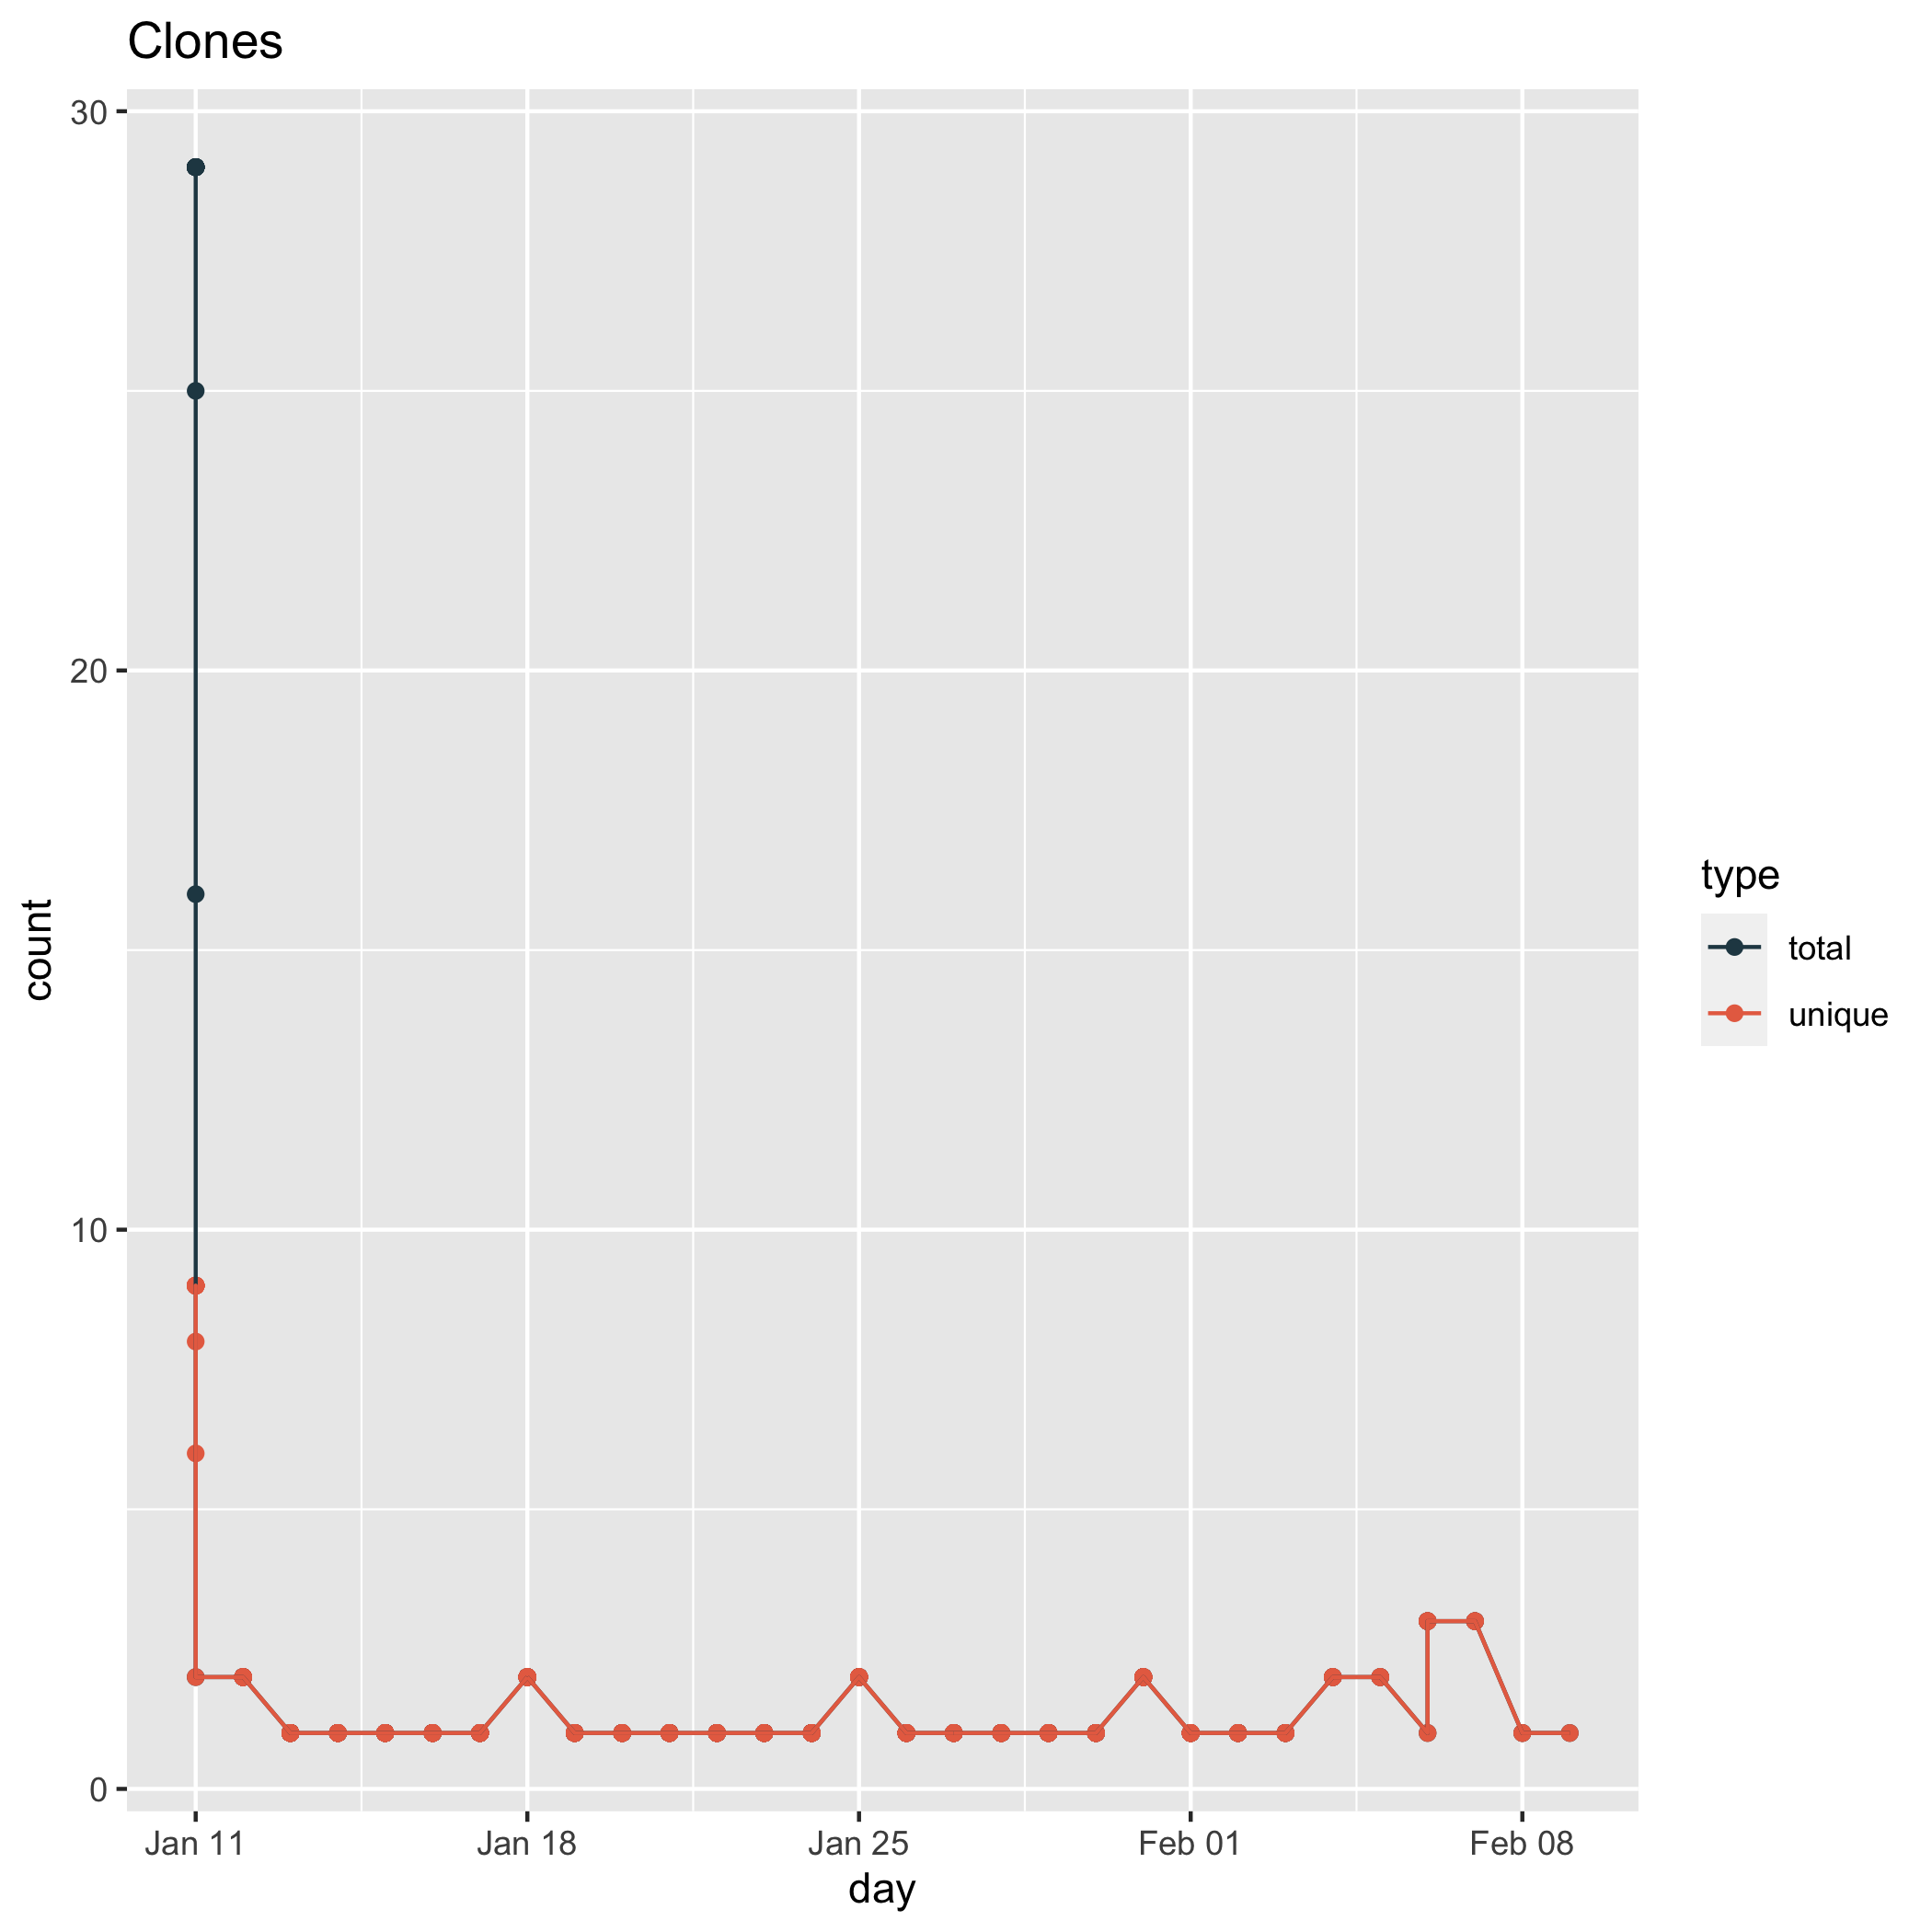 Clones
30
20
10
0
count
Jan 11
Jan 18
Jan 25
Feb 01
Feb 08
day
type
total
unique